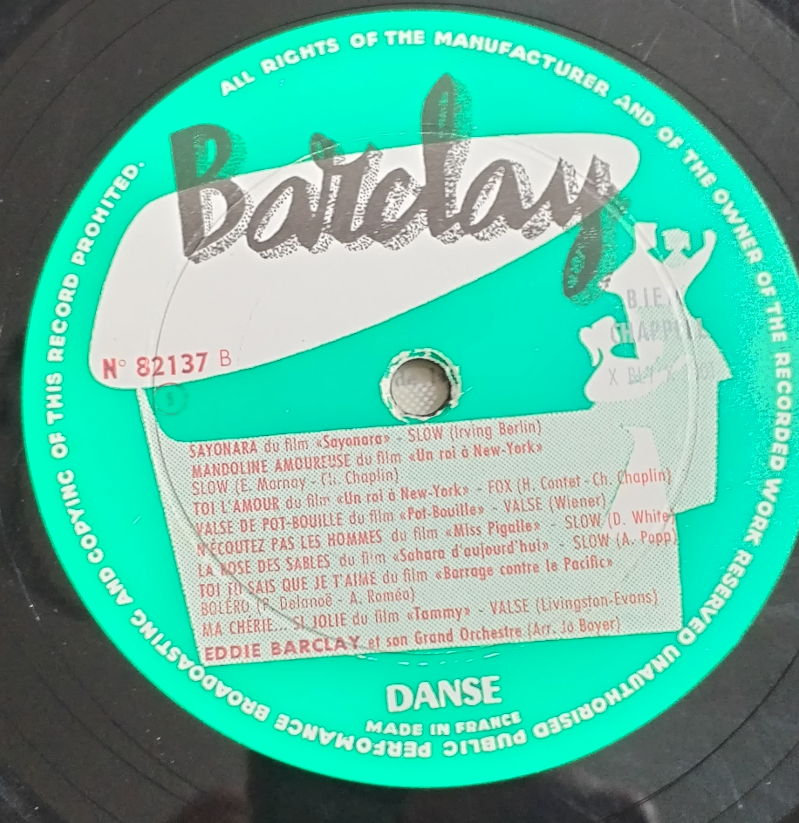 ALL RIGHTS OF THE MANUFACTURER AND OF THE OWNER OF THE RECORDED WORK RESERVED UNAUTHORISED PUBLIC PERFOMANCE BROADCASTING AND COPYING OF THIS RECORD PROHIBITED.
Barclay
B.I.E.
CHAPPELL
N° 82137 B
SAYONARA du film «Sayonara» - SLOW (Irving Berlin)
MANDOLINE AMOUREUSE du film «Un roi à New-York»
SLOW (E. Marnay - Ch. Chaplin)
TOI L'AMOUR du film «Un roi à New-York» - FOX (H. Contet - Ch. Chaplin)
VALSE DE POT-BOUILLE du film «Pot-Bouille» - VALSE (Wiener)
N'ÉCOUTEZ PAS LES HOMMES du film «Miss Pigalle» - SLOW (D. White)
LA ROSE DES SABLES du film «Sahara d'aujourd'hui» - SLOW (A. Popp)
TOI TU SAIS QUE JE T'AIME du film «Barrage contre le Pacific»
BOLÉRO (P. Delanoë - A. Roméo)
MA CHÉRIE... SI JOLIE du film «Tammy» - VALSE (Livingston-Evans)
EDDIE BARCLAY et son Grand Orchestre (Arr. Jo Boyer)
DANSE
MADE IN FRANCE